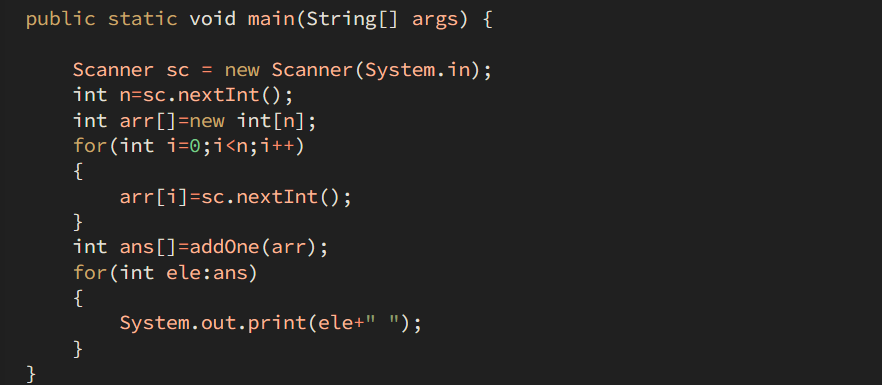 public static void main(String[] args) {
Scanner sc = new Scanner(System.in);
int n=sc.nextInt();
int arr[]=new int[n];
for(int i=0;i<n;i++)
{
arr[i]=sc.nextInt();
}
int ans[]=addOne(arr);
for(int ele:ans)
{
System.out.print(ele+" ");
}
}